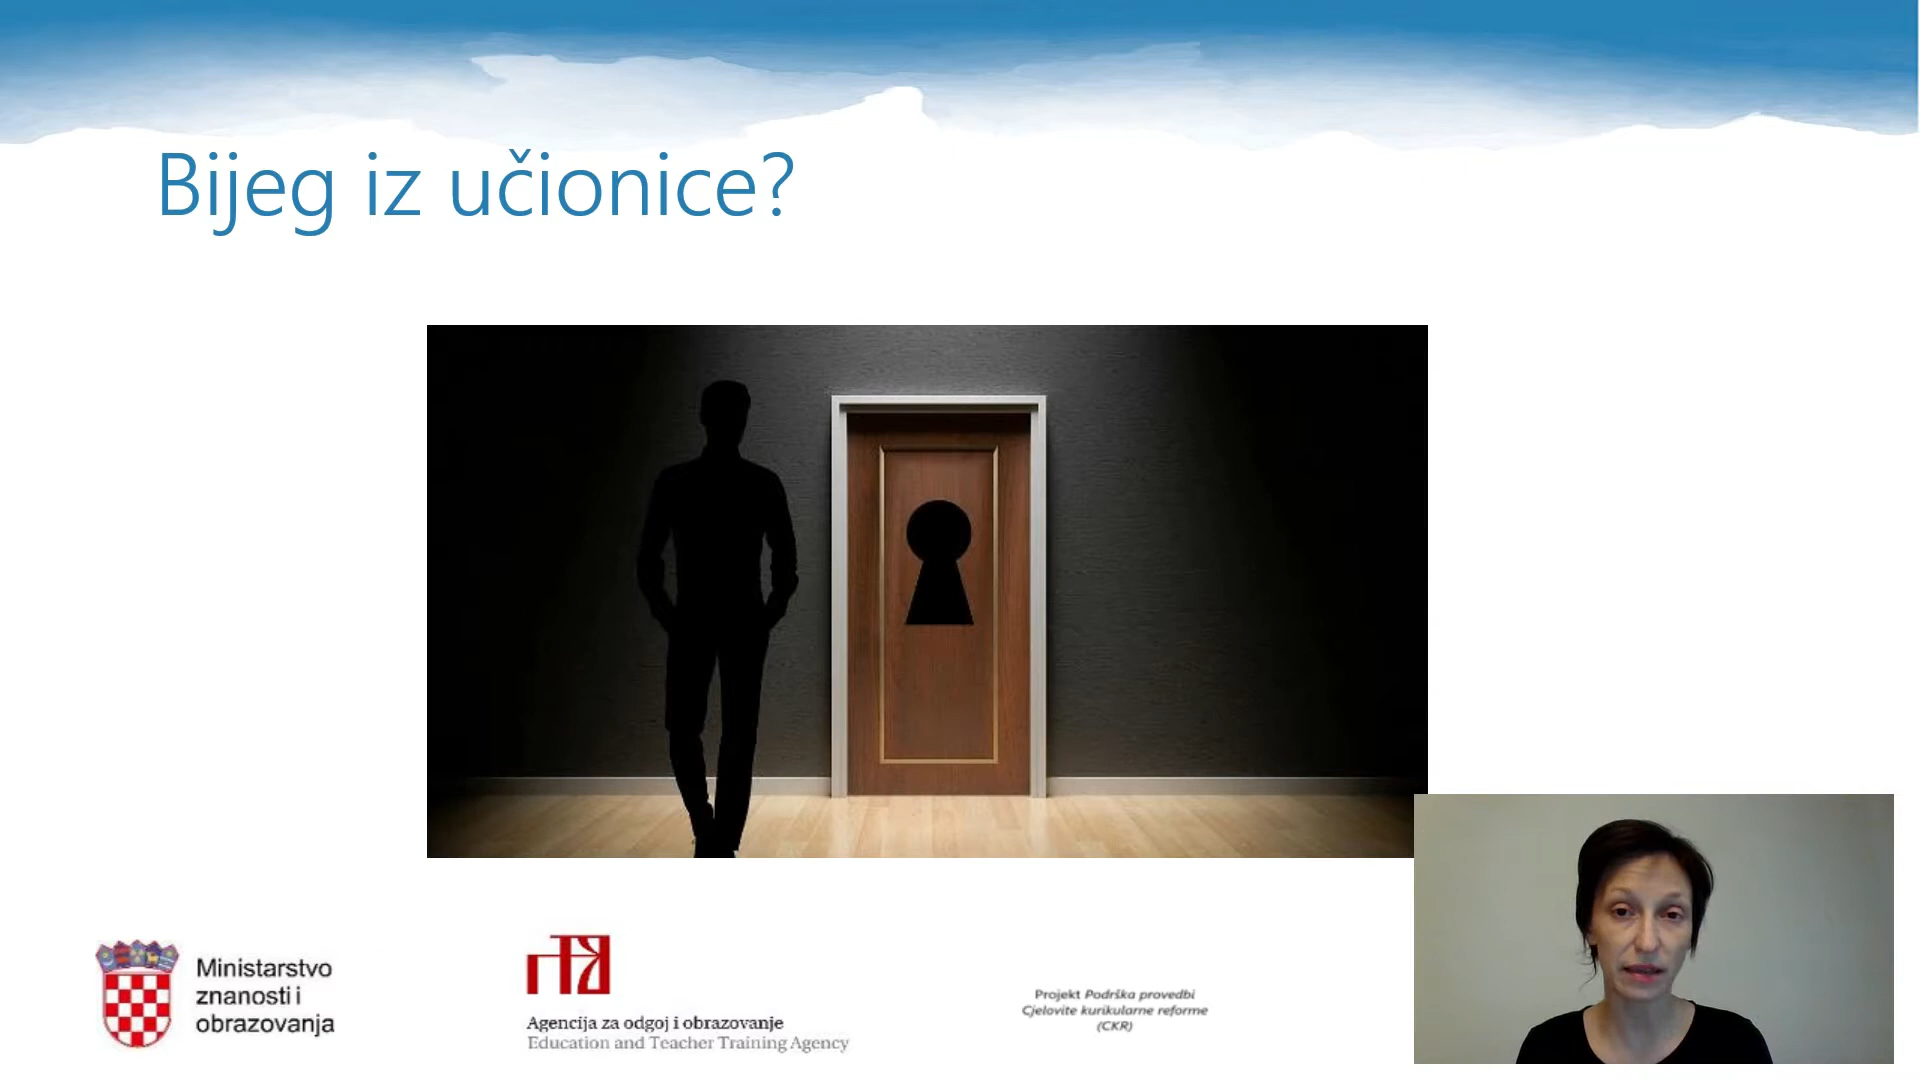 Bijeg iz učionice?
Ministarstvo
znanosti i
obrazovanja
Agencija za odgoj i obrazovanje
Education and Teacher Training Agency
Projekt Podrška provedbi
Cjelovite kurikularne reforme
(CKR)